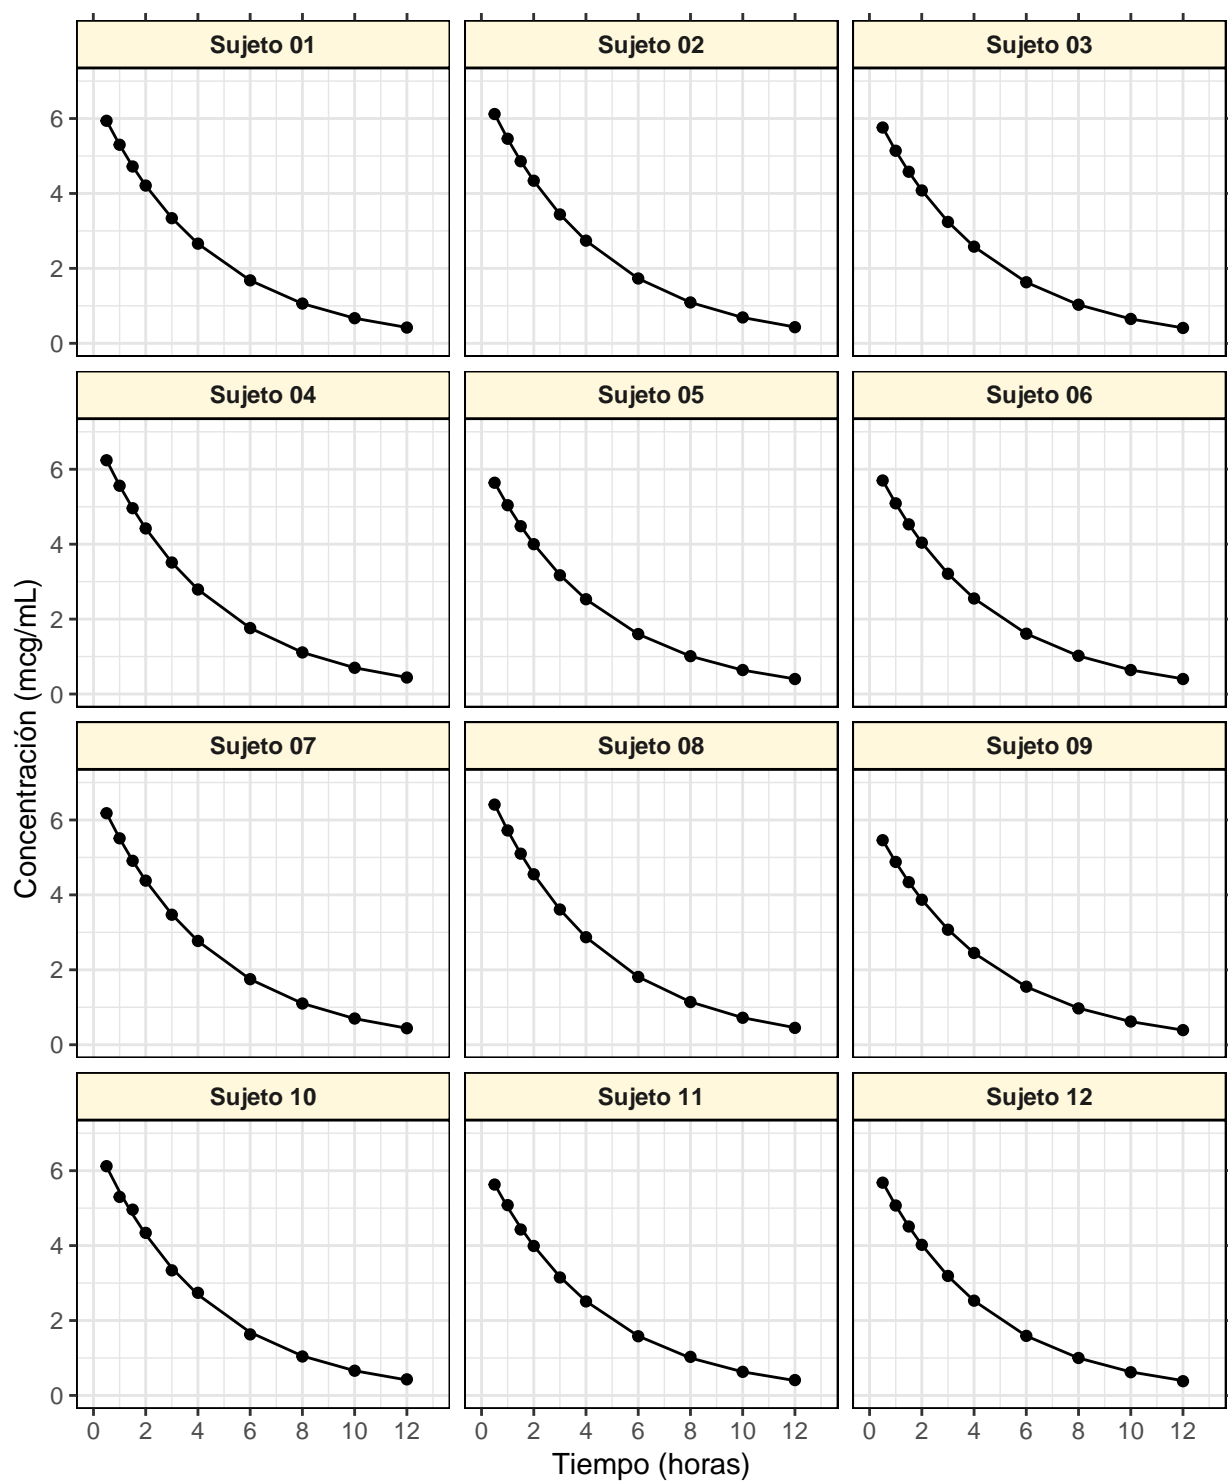 Sujeto 01
Sujeto 02
Sujeto 03
6
4
2
0
Sujeto 04
Sujeto 05
Sujeto 06
6
4
2
0
Sujeto 07
Sujeto 08
Sujeto 09
6
4
2
0
Sujeto 10
Sujeto 11
Sujeto 12
6
4
2
0
0 2 4 6 8 10 12
0 2 4 6 8 10 12
0 2 4 6 8 10 12
Concentración (mcg/mL)
Tiempo (horas)